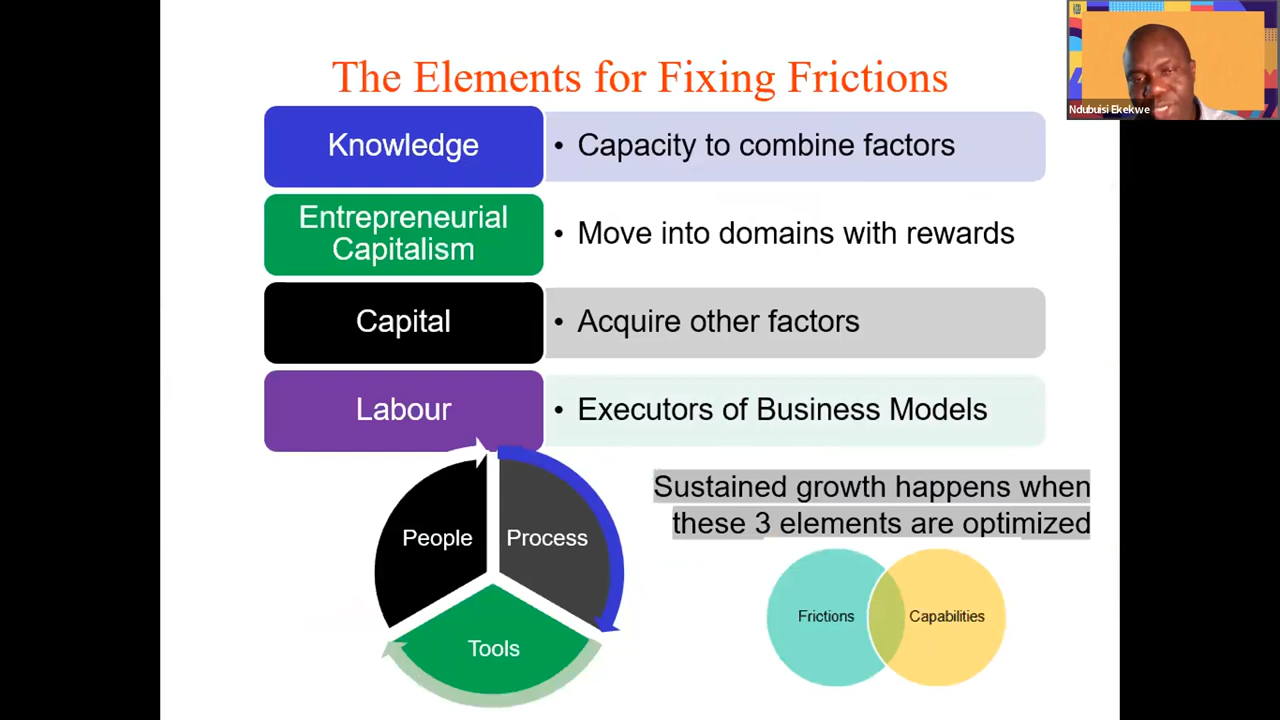 The Elements for Fixing Frictions
Ndubuisi Ekekwe
Knowledge
• Capacity to combine factors
Entrepreneurial
Capitalism
• Move into domains with rewards
Capital
• Acquire other factors
Labour
• Executors of Business Models
People
Process
Tools
Sustained growth happens when
these 3 elements are optimized
Frictions
Capabilities